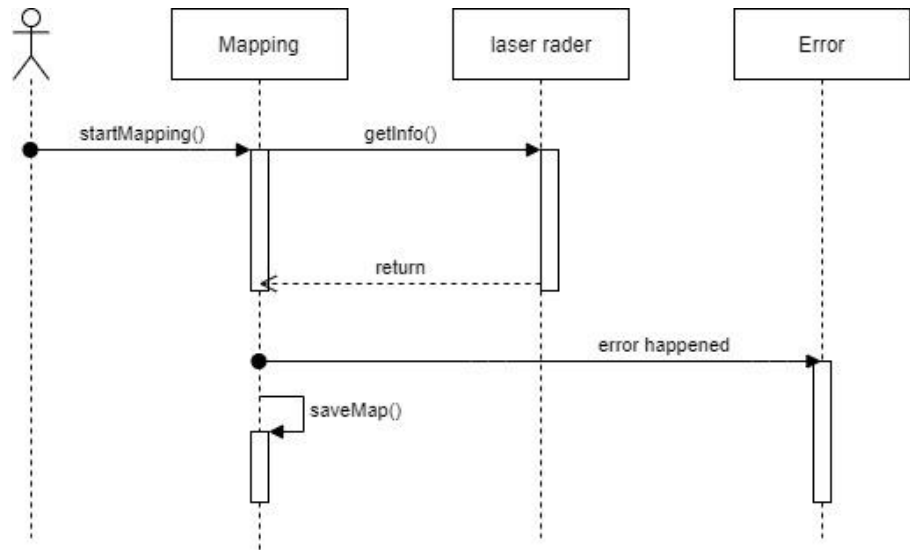 Mapping
laser rader
Error
startMapping()
getInfo()
return
error happened
saveMap()